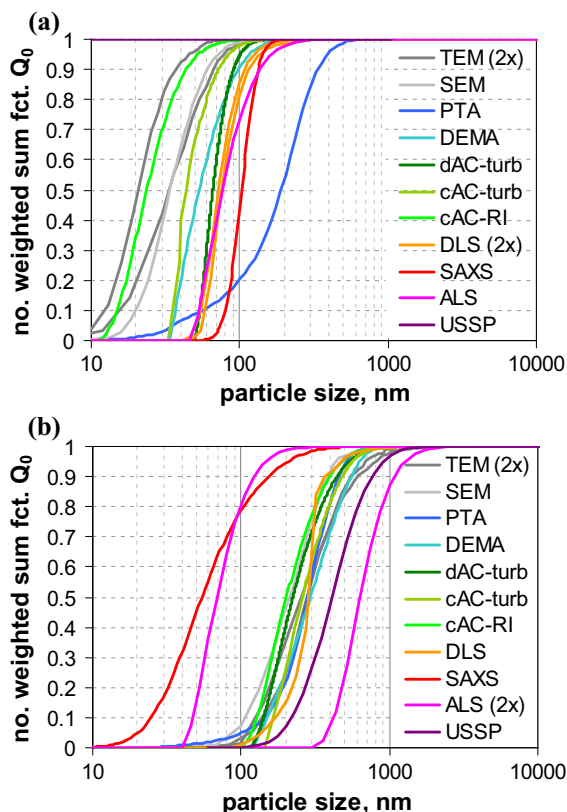 (a)
no. weighted sum fct. Q0
1
0.9
0.8
0.7
0.6
0.5
0.4
0.3
0.2
0.1
0
TEM (2x)
SEM
PTA
DEMA
dAC-turb
cAC-turb
cAC-RI
DLS (2x)
SAXS
ALS
USSP
10
100
1000
10000
particle size, nm
(b)
no. weighted sum fct. Q0
1
0.9
0.8
0.7
0.6
0.5
0.4
0.3
0.2
0.1
0
TEM (2x)
SEM
PTA
DEMA
dAC-turb
cAC-turb
cAC-RI
DLS
SAXS
ALS (2x)
USSP
10
100
1000
10000
particle size, nm